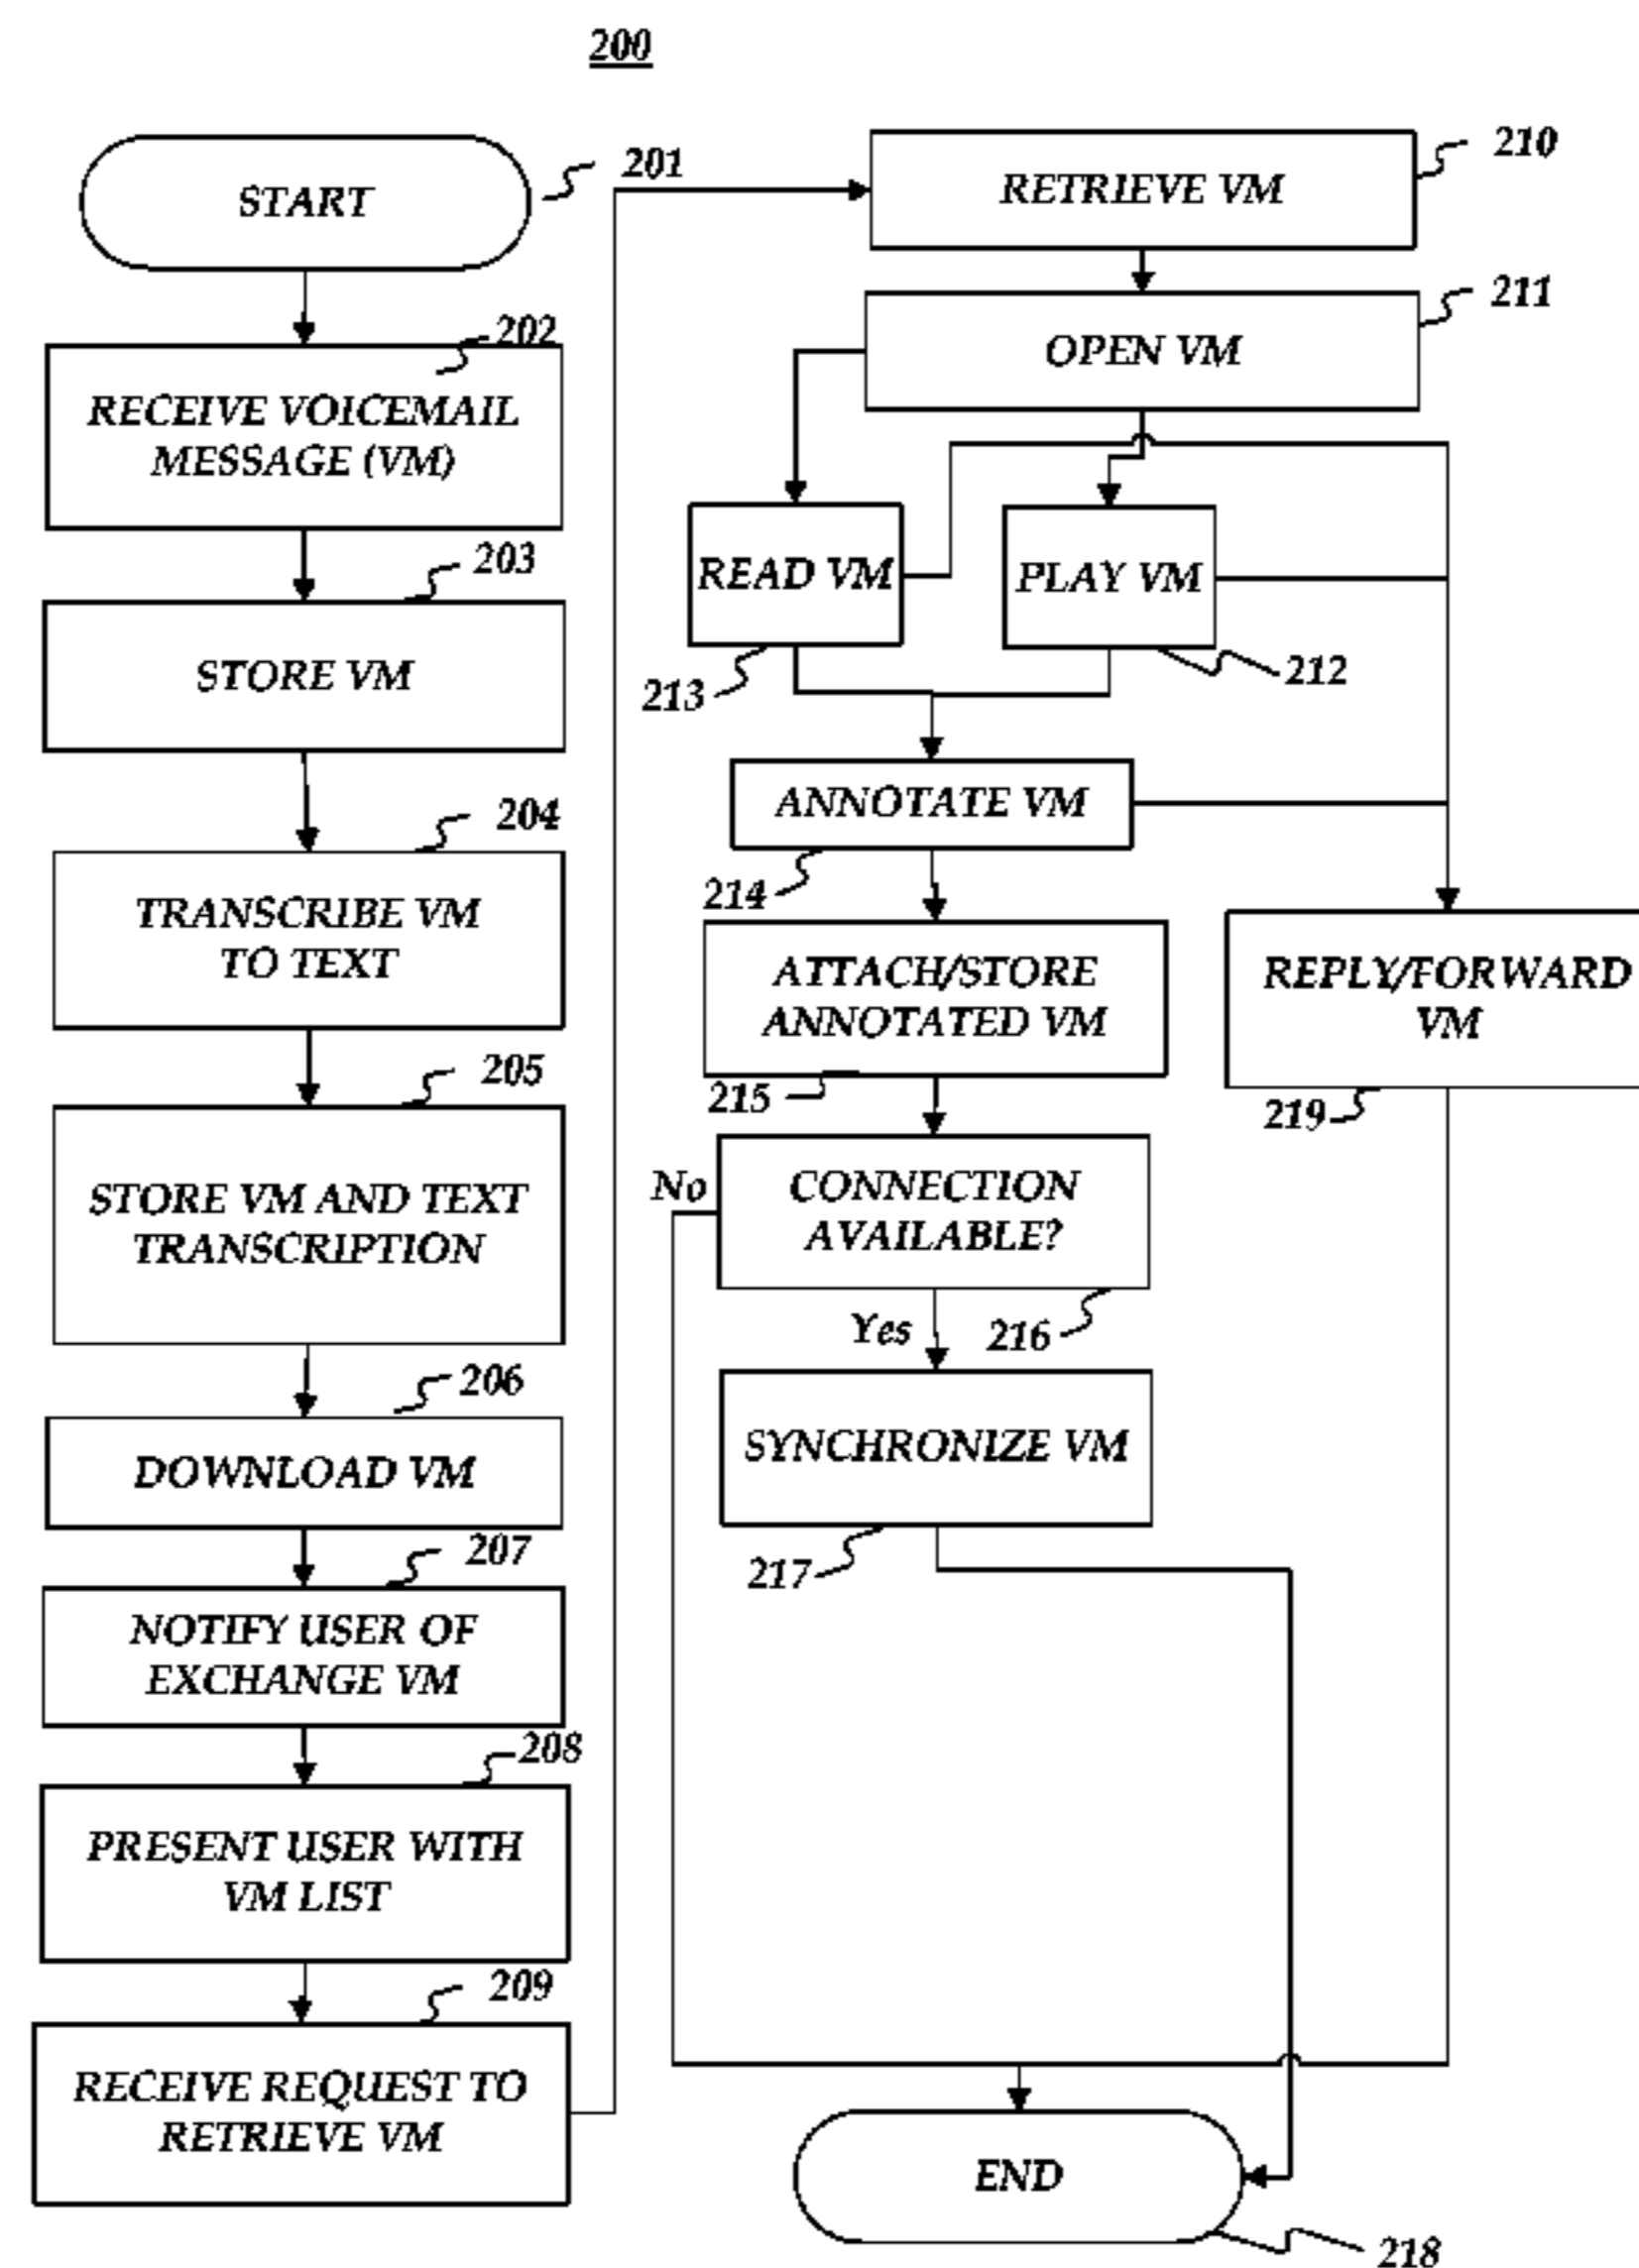 200
START
201
RECEIVE VOICEMAIL
MESSAGE (VM)
202
STORE VM
203
TRANSCRIBE VM
TO TEXT
204
STORE VM AND TEXT
TRANSCRIPTION
205
DOWNLOAD VM
206
NOTIFY USER OF
EXCHANGE VM
207
PRESENT USER WITH
VM LIST
208
RECEIVE REQUEST TO
RETRIEVE VM
209
RETRIEVE VM
210
OPEN VM
211
READ VM
213
PLAY VM
212
ANNOTATE VM
214
ATTACH/STORE
ANNOTATED VM
215
REPLY/FORWARD
VM
219
CONNECTION
AVAILABLE?
No
Yes
216
SYNCHRONIZE VM
217
END
218